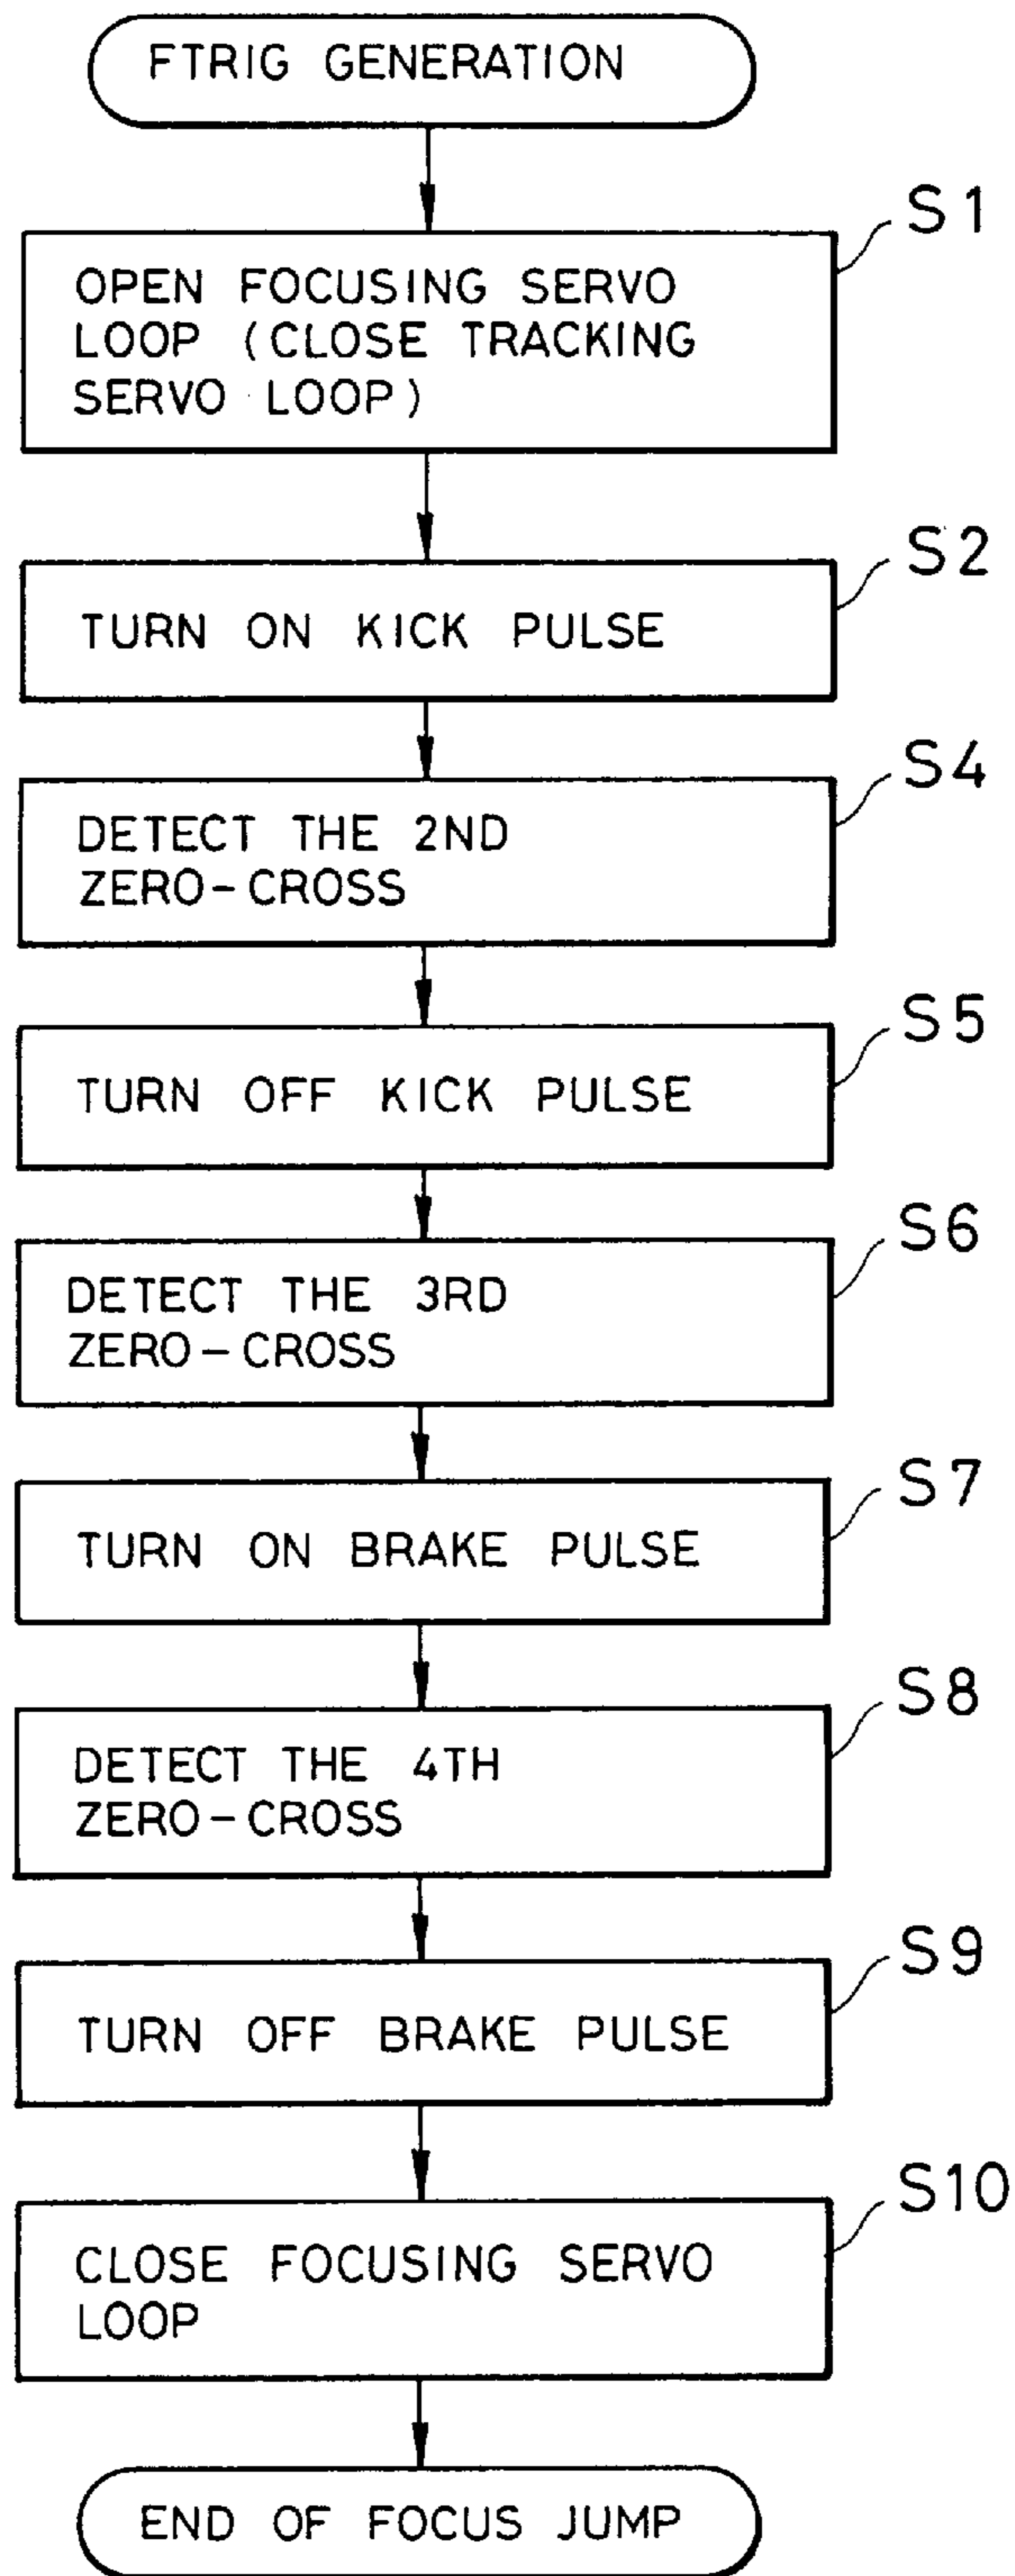 FTRIG GENERATION
S1
OPEN FOCUSING SERVO
LOOP (CLOSE TRACKING
SERVO LOOP)
S2
TURN ON KICK PULSE
S4
DETECT THE 2ND
ZERO-CROSS
S5
TURN OFF KICK PULSE
S6
DETECT THE 3RD
ZERO-CROSS
S7
TURN ON BRAKE PULSE
S8
DETECT THE 4TH
ZERO-CROSS
S9
TURN OFF BRAKE PULSE
S10
CLOSE FOCUSING SERVO
LOOP
END OF FOCUS JUMP